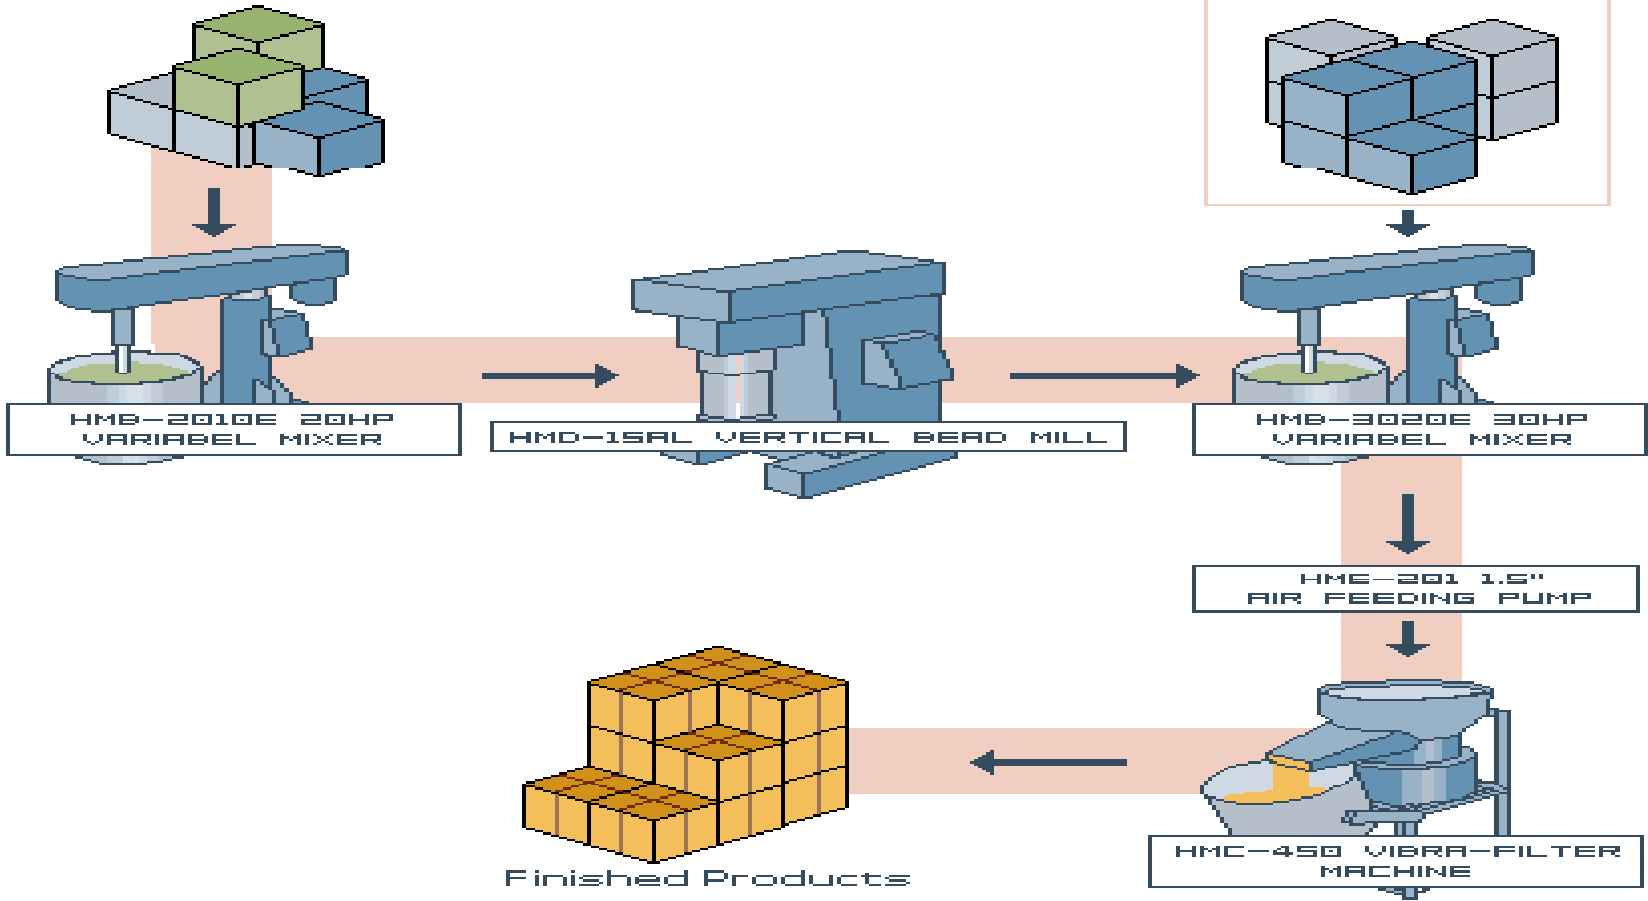 HMB-2010E 20HP
VARIABEL MIXER
HMD-15AL VERTICAL BEAD MILL
HMB-3020E 30HP
VARIABEL MIXER
HME-201 1.5"
AIR FEEDING PUMP
HMC-450 VIBRA-FILTER
MACHINE
Finished Products